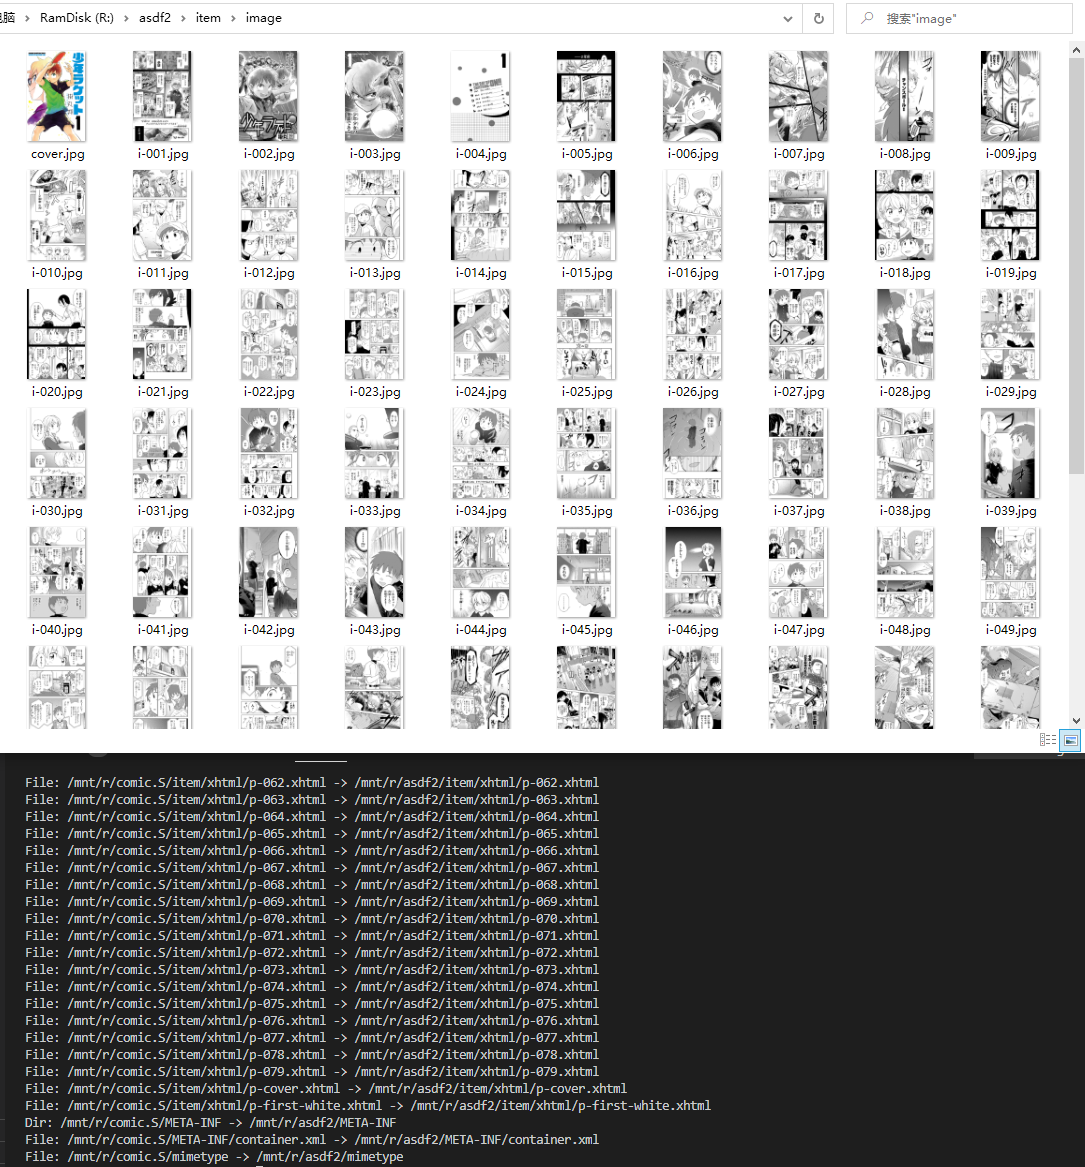 脑 > RamDisk (R:) > asdf2 > item > image
搜索"image"
cover.jpg i-001.jpg i-002.jpg i-003.jpg i-004.jpg i-005.jpg i-006.jpg i-007.jpg i-008.jpg i-009.jpg
i-010.jpg i-011.jpg i-012.jpg i-013.jpg i-014.jpg i-015.jpg i-016.jpg i-017.jpg i-018.jpg i-019.jpg
i-020.jpg i-021.jpg i-022.jpg i-023.jpg i-024.jpg i-025.jpg i-026.jpg i-027.jpg i-028.jpg i-029.jpg
i-030.jpg i-031.jpg i-032.jpg i-033.jpg i-034.jpg i-035.jpg i-036.jpg i-037.jpg i-038.jpg i-039.jpg
i-040.jpg i-041.jpg i-042.jpg i-043.jpg i-044.jpg i-045.jpg i-046.jpg i-047.jpg i-048.jpg i-049.jpg
File: /mnt/r/comic.S/item/xhtml/p-062.xhtml -> /mnt/r/asdf2/item/xhtml/p-062.xhtml
File: /mnt/r/comic.S/item/xhtml/p-063.xhtml -> /mnt/r/asdf2/item/xhtml/p-063.xhtml
File: /mnt/r/comic.S/item/xhtml/p-064.xhtml -> /mnt/r/asdf2/item/xhtml/p-064.xhtml
File: /mnt/r/comic.S/item/xhtml/p-065.xhtml -> /mnt/r/asdf2/item/xhtml/p-065.xhtml
File: /mnt/r/comic.S/item/xhtml/p-066.xhtml -> /mnt/r/asdf2/item/xhtml/p-066.xhtml
File: /mnt/r/comic.S/item/xhtml/p-067.xhtml -> /mnt/r/asdf2/item/xhtml/p-067.xhtml
File: /mnt/r/comic.S/item/xhtml/p-068.xhtml -> /mnt/r/asdf2/item/xhtml/p-068.xhtml
File: /mnt/r/comic.S/item/xhtml/p-069.xhtml -> /mnt/r/asdf2/item/xhtml/p-069.xhtml
File: /mnt/r/comic.S/item/xhtml/p-070.xhtml -> /mnt/r/asdf2/item/xhtml/p-070.xhtml
File: /mnt/r/comic.S/item/xhtml/p-071.xhtml -> /mnt/r/asdf2/item/xhtml/p-071.xhtml
File: /mnt/r/comic.S/item/xhtml/p-072.xhtml -> /mnt/r/asdf2/item/xhtml/p-072.xhtml
File: /mnt/r/comic.S/item/xhtml/p-073.xhtml -> /mnt/r/asdf2/item/xhtml/p-073.xhtml
File: /mnt/r/comic.S/item/xhtml/p-074.xhtml -> /mnt/r/asdf2/item/xhtml/p-074.xhtml
File: /mnt/r/comic.S/item/xhtml/p-075.xhtml -> /mnt/r/asdf2/item/xhtml/p-075.xhtml
File: /mnt/r/comic.S/item/xhtml/p-076.xhtml -> /mnt/r/asdf2/item/xhtml/p-076.xhtml
File: /mnt/r/comic.S/item/xhtml/p-077.xhtml -> /mnt/r/asdf2/item/xhtml/p-077.xhtml
File: /mnt/r/comic.S/item/xhtml/p-078.xhtml -> /mnt/r/asdf2/item/xhtml/p-078.xhtml
File: /mnt/r/comic.S/item/xhtml/p-079.xhtml -> /mnt/r/asdf2/item/xhtml/p-079.xhtml
File: /mnt/r/comic.S/item/xhtml/p-cover.xhtml -> /mnt/r/asdf2/item/xhtml/p-cover.xhtml
File: /mnt/r/comic.S/item/xhtml/p-first-white.xhtml -> /mnt/r/asdf2/item/xhtml/p-first-white.xhtml
Dir: /mnt/r/comic.S/META-INF -> /mnt/r/asdf2/META-INF
File: /mnt/r/comic.S/META-INF/container.xml -> /mnt/r/asdf2/META-INF/container.xml
File: /mnt/r/comic.S/mimetype -> /mnt/r/asdf2/mimetype